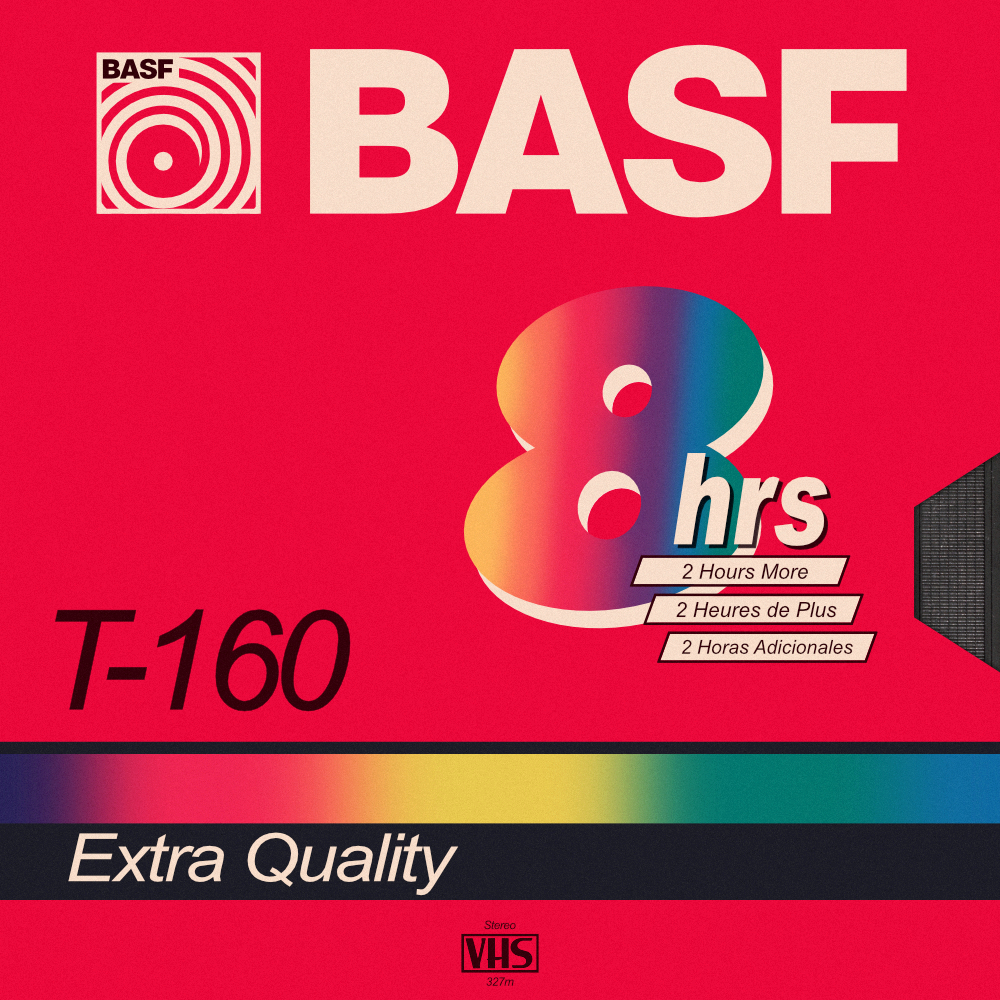 BASF
BASF
8
hrs
2 Hours More
2 Heures de Plus
2 Horas Adicionales
T-160
Extra Quality
Stereo
VHS
327m